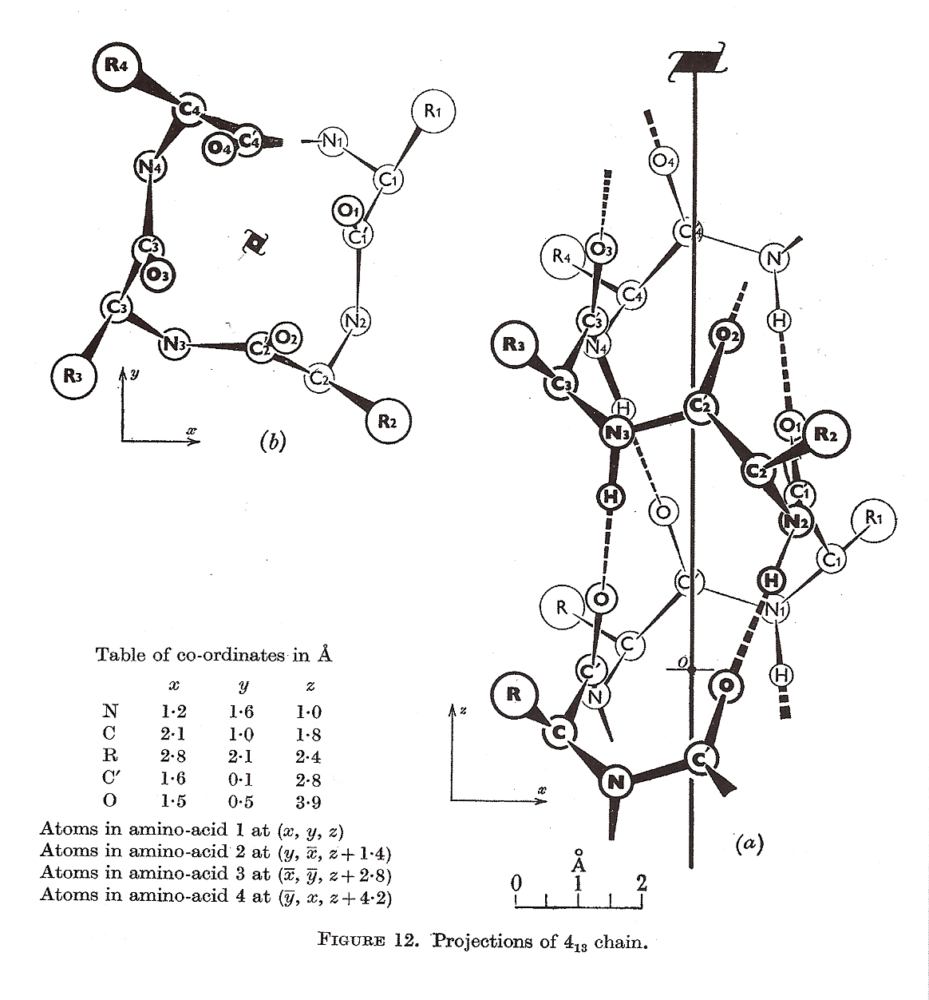 R4
C4
C′4
O4
N1
R1
N4
C1
O1
C′1
C′3
O3
C3
N2
N3
C′2
O2
R3
C2
R2
y
x
(b)
O4
C′4
O3
R4
N
C4
C′3
H
R3
N4
O2
C3
C′2
H
O1
N3
R2
C2
H
C′1
O
N2
R1
C1
H
C′
O
R
N1
C
O
C′
H
O
R
N
C
C′
N
z
x
(a)
Å
0 1 2
Table of co-ordinates in Å
x y z
N 1·2 1·6 1·0
C 2·1 1·0 1·8
R 2·8 2·1 2·4
C′ 1·6 0·1 2·8
O 1·5 0·5 3·9
Atoms in amino-acid 1 at (x, y, z)
Atoms in amino-acid 2 at (y, x̅, z+1·4)
Atoms in amino-acid 3 at (x̅, y̅, z+2·8)
Atoms in amino-acid 4 at (y̅, x, z+4·2)
FIGURE 12. Projections of 4₁₃ chain.